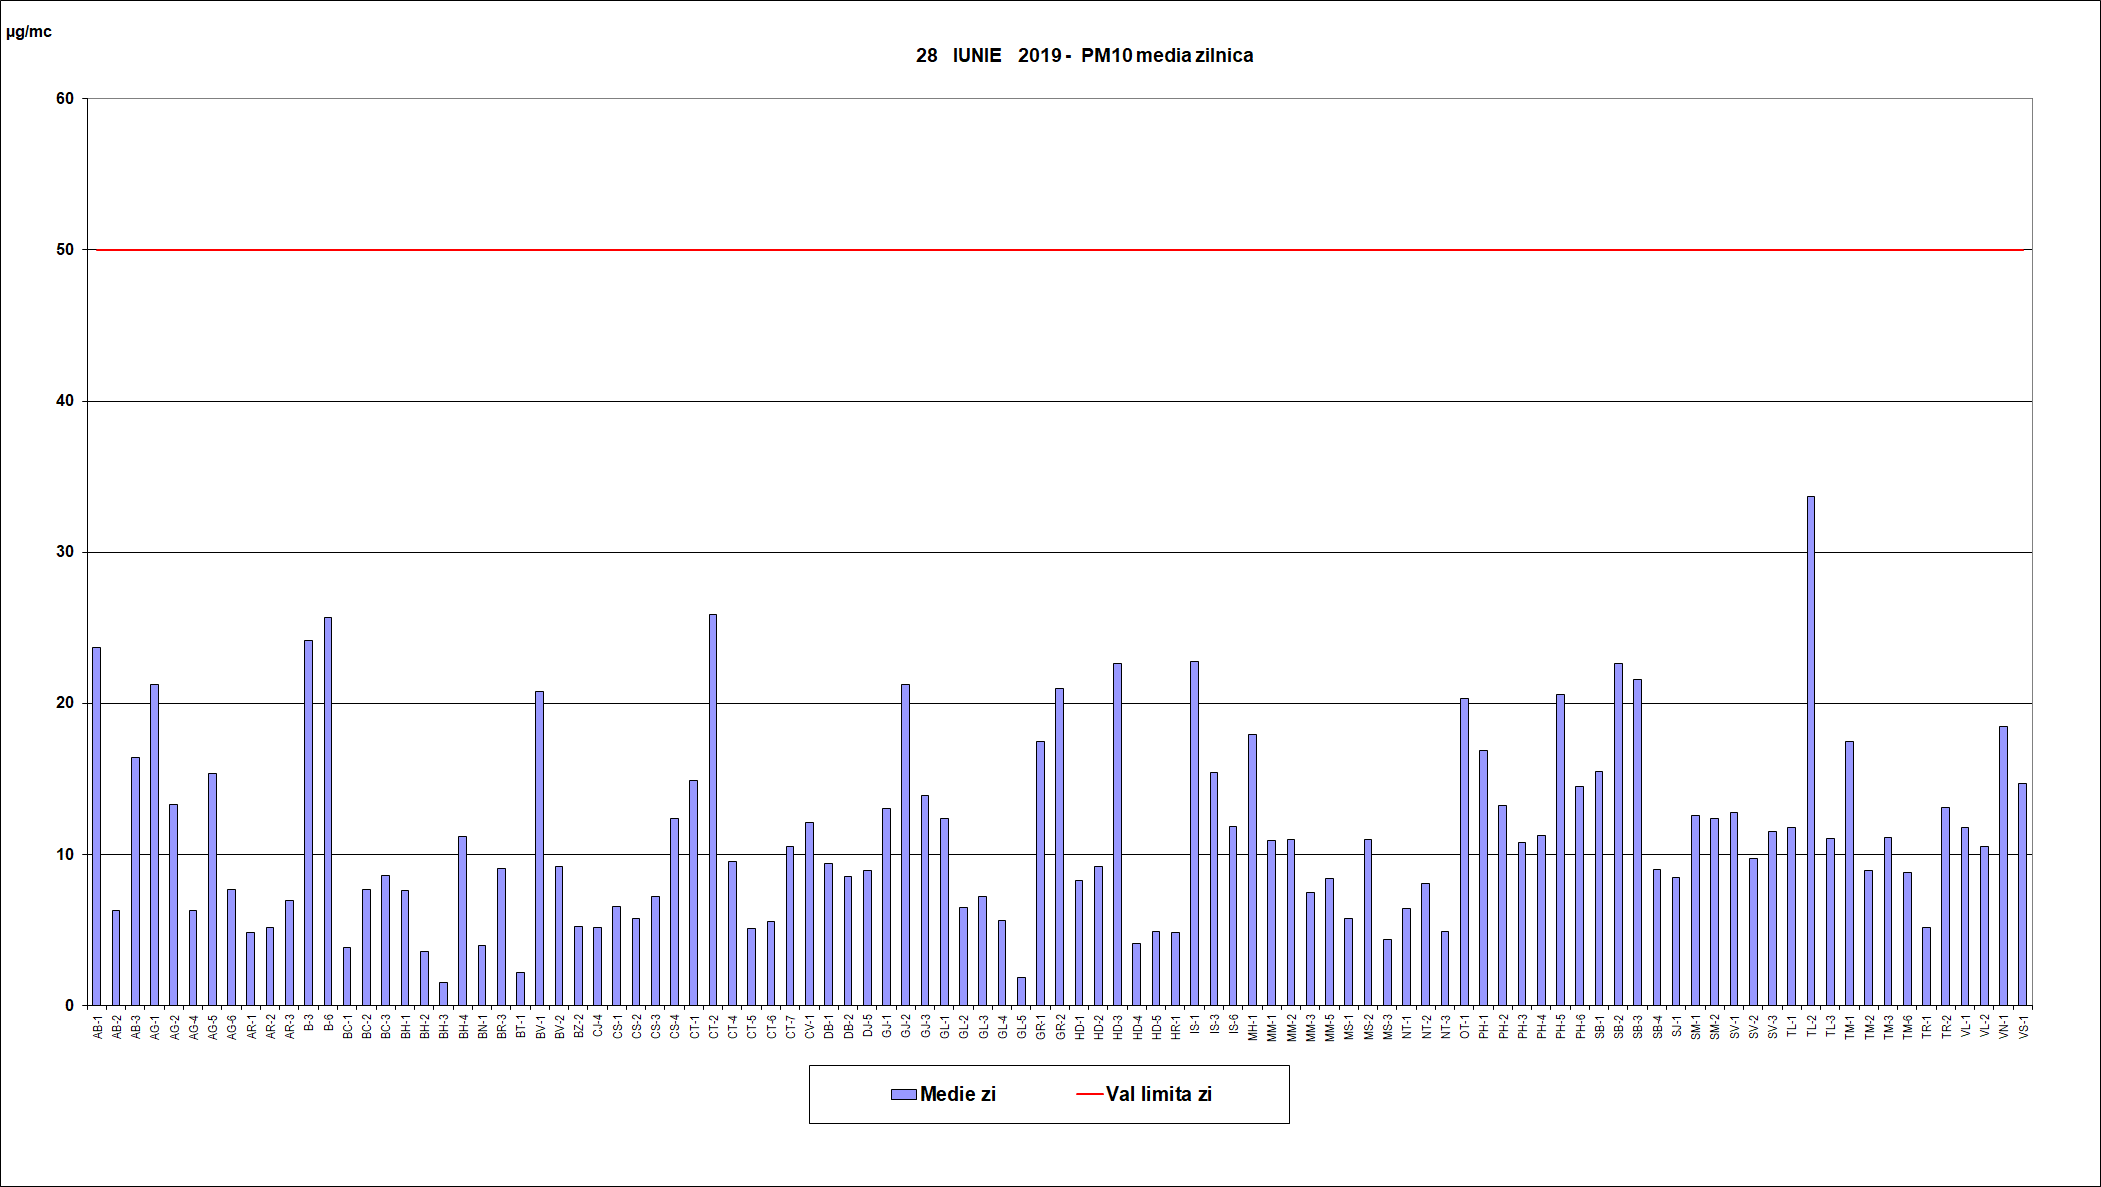 µg/mc
28 IUNIE 2019 - PM10 media zilnica
60
50
40
30
20
10
0
AB-1 AB-2 AB-3 AG-1 AG-2 AG-4 AG-5 AG-6 AR-1 AR-2 AR-3 B-3 B-6 BC-1 BC-2 BC-3 BH-1 BH-2 BH-3 BH-4 BN-1 BR-3 BT-1 BV-1 BV-2 BZ-2 CJ-4 CS-1 CS-2 CS-3 CS-4 CT-1 CT-2 CT-4 CT-5 CT-6 CT-7 CV-1 DB-1 DB-2 DJ-5 GJ-1 GJ-2 GJ-3 GL-1 GL-2 GL-3 GL-4 GL-5 GR-1 GR-2 HD-1 HD-2 HD-3 HD-4 HD-5 HR-1 IS-1 IS-3 IS-6 MH-1 MM-1 MM-2 MM-3 MM-5 MS-1 MS-2 MS-3 NT-1 NT-2 NT-3 OT-1 PH-1 PH-2 PH-3 PH-4 PH-5 PH-6 SB-1 SB-2 SB-3 SB-4 SJ-1 SM-1 SM-2 SV-1 SV-2 SV-3 TL-1 TL-2 TL-3 TM-1 TM-2 TM-3 TM-6 TR-1 TR-2 VL-1 VL-2 VN-1 VS-1
Medie zi Val limita zi